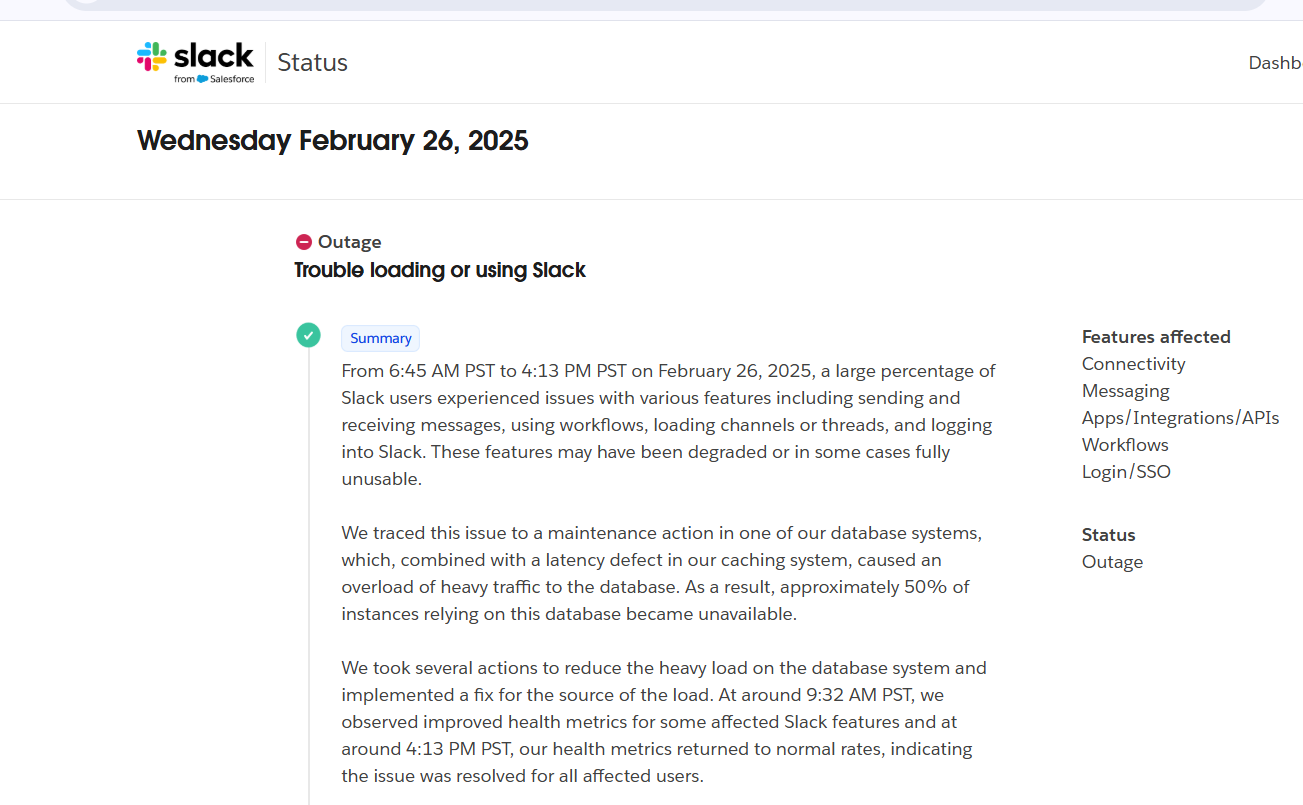 slack
from Salesforce
Status
Dashb
Wednesday February 26, 2025
Outage
Trouble loading or using Slack
Summary
From 6:45 AM PST to 4:13 PM PST on February 26, 2025, a large percentage of
Slack users experienced issues with various features including sending and
receiving messages, using workflows, loading channels or threads, and logging
into Slack. These features may have been degraded or in some cases fully
unusable.
We traced this issue to a maintenance action in one of our database systems,
which, combined with a latency defect in our caching system, caused an
overload of heavy traffic to the database. As a result, approximately 50% of
instances relying on this database became unavailable.
We took several actions to reduce the heavy load on the database system and
implemented a fix for the source of the load. At around 9:32 AM PST, we
observed improved health metrics for some affected Slack features and at
around 4:13 PM PST, our health metrics returned to normal rates, indicating
the issue was resolved for all affected users.
Features affected
Connectivity
Messaging
Apps/Integrations/APIs
Workflows
Login/SSO
Status
Outage